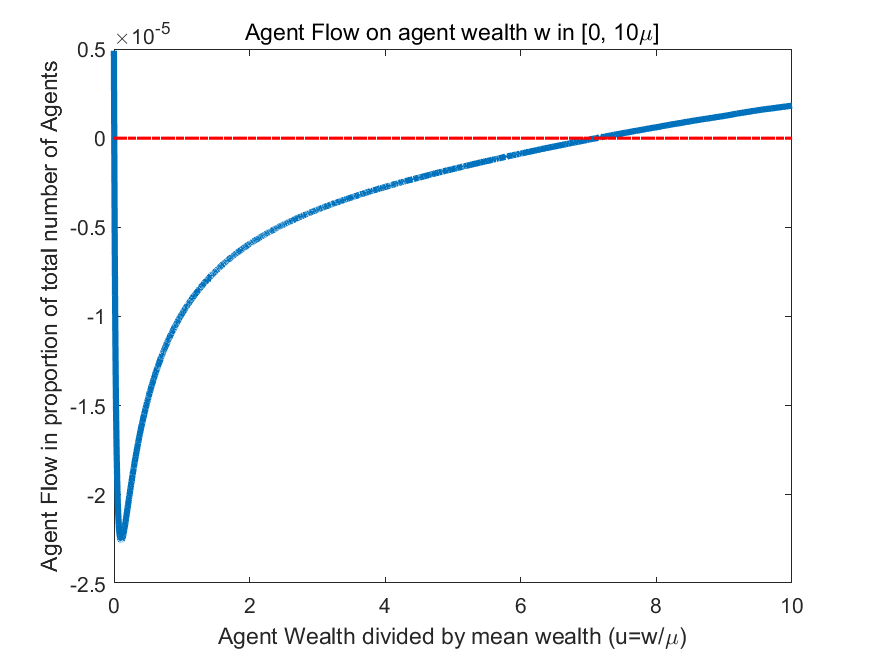 Agent Flow on agent wealth w in [0, 10μ]
×10^-5
0.5
0
-0.5
-1
-1.5
-2
-2.5
0 2 4 6 8 10
Agent Wealth divided by mean wealth (u=w/μ)
Agent Flow in proportion of total number of Agents